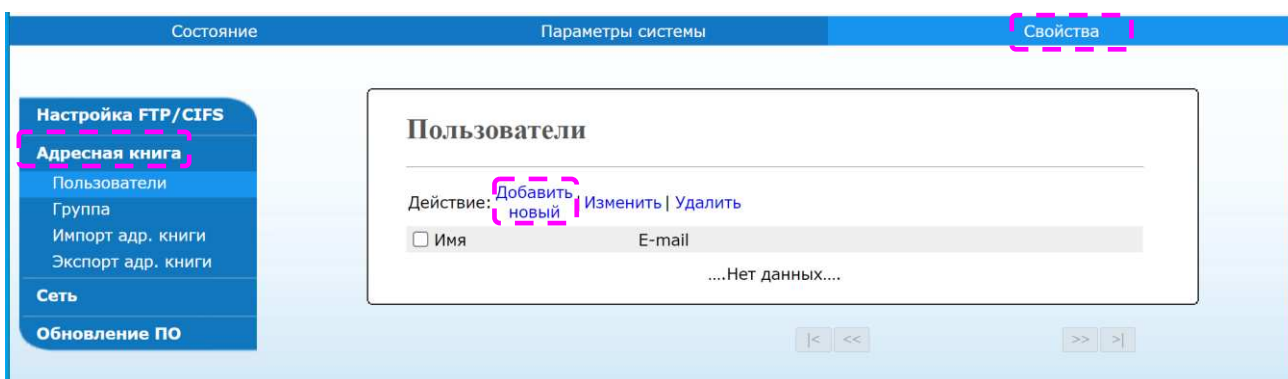 Состояние
Параметры системы
Свойства
Настройка FTP/CIFS
Адресная книга
Пользователи
Группа
Импорт адр. книги
Экспорт адр. книги
Сеть
Обновление ПО
Пользователи
Действие: Добавить новый | Изменить | Удалить
Имя E-mail
....Нет данных....
|< << >> >|